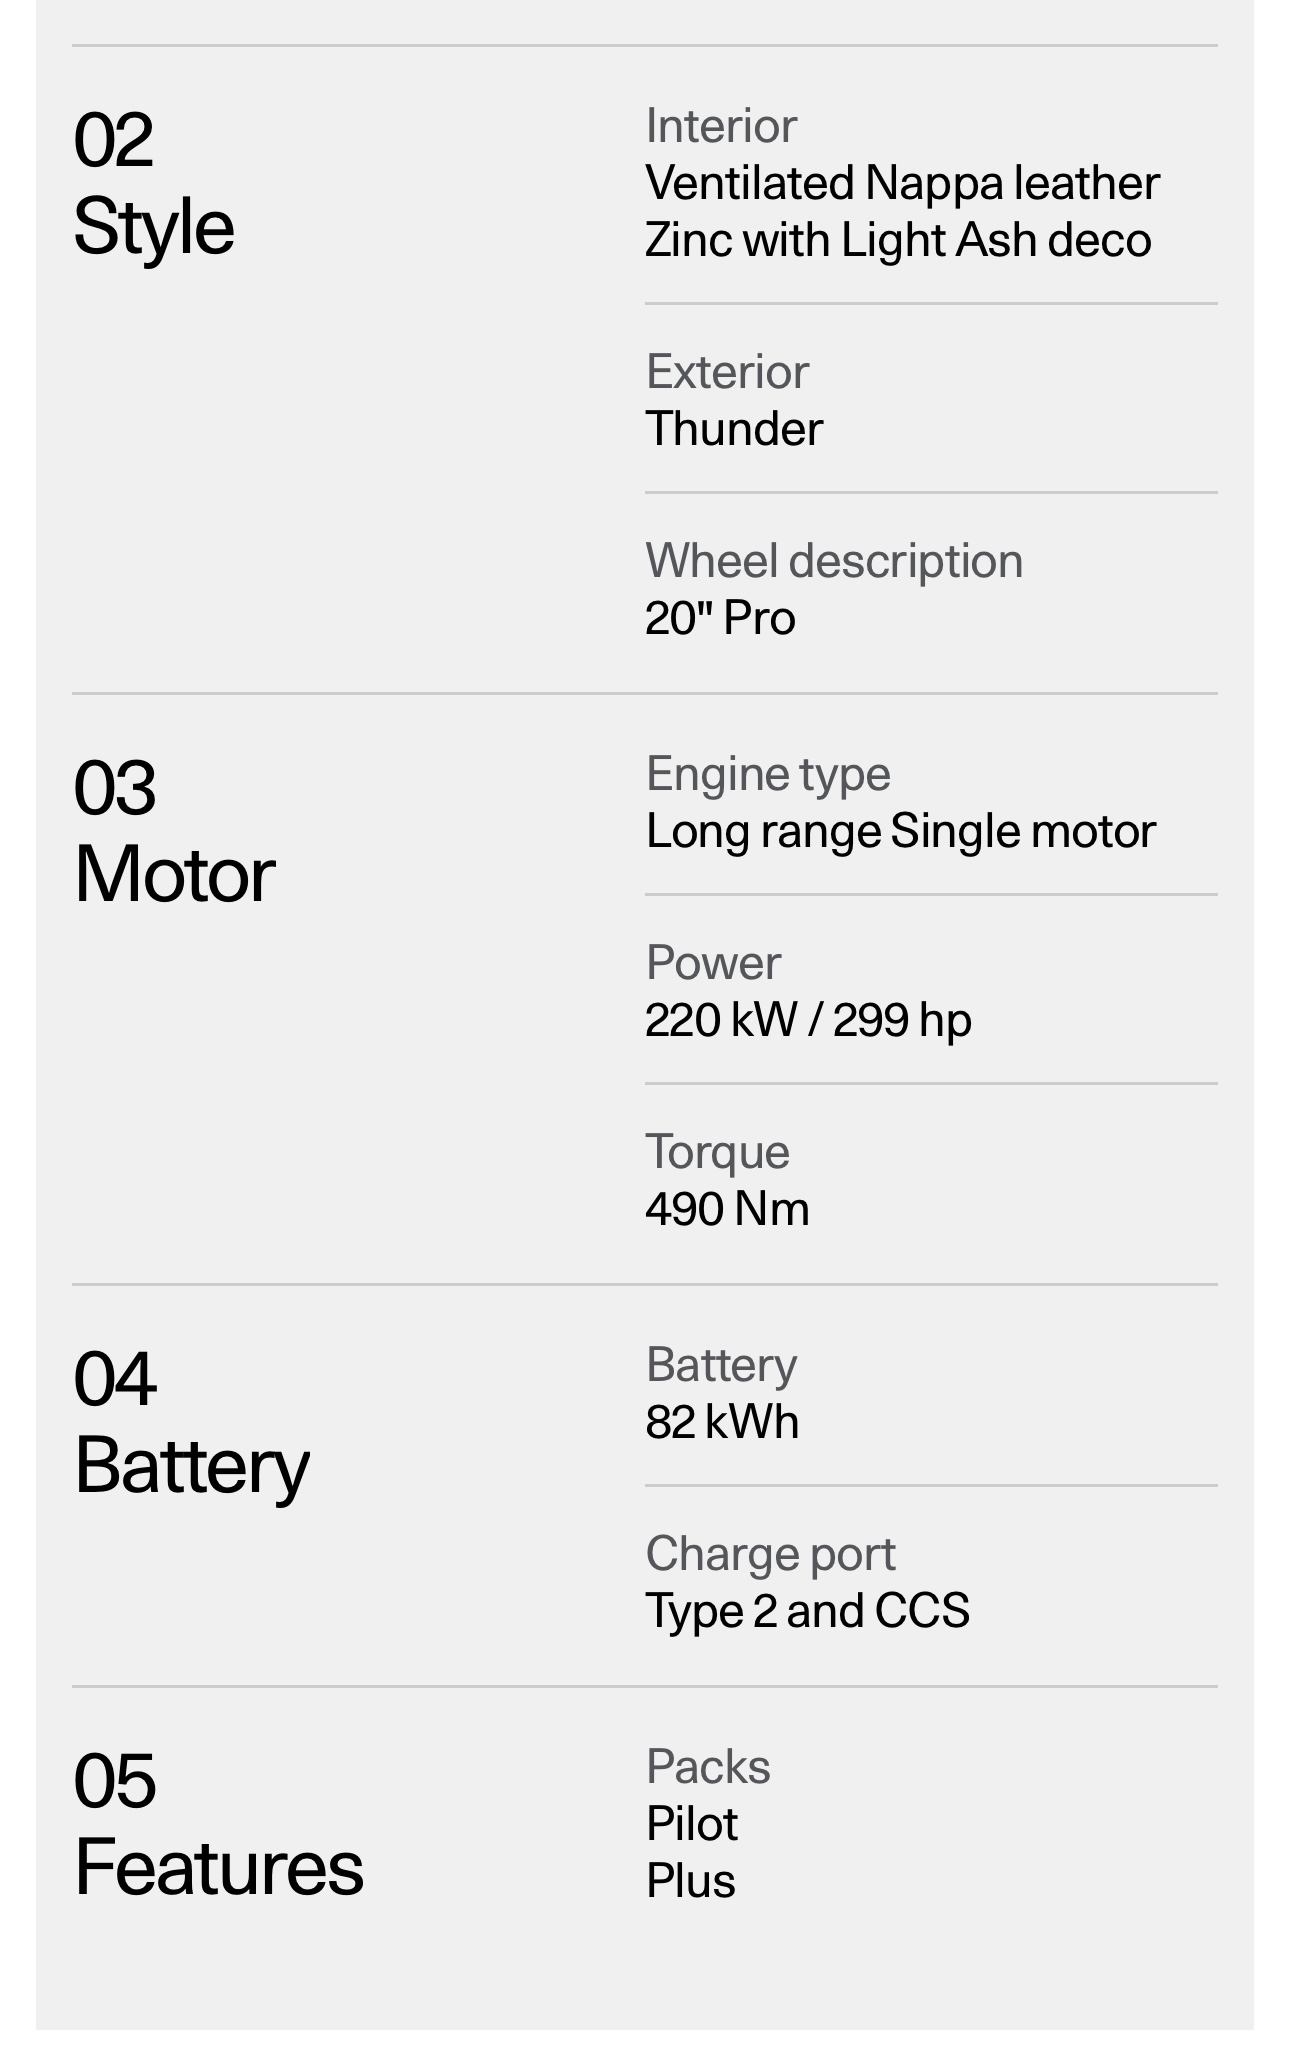 02
Style
Interior
Ventilated Nappa leather
Zinc with Light Ash deco
Exterior
Thunder
Wheel description
20" Pro
03
Motor
Engine type
Long range Single motor
Power
220 kW / 299 hp
Torque
490 Nm
04
Battery
Battery
82 kWh
Charge port
Type 2 and CCS
05
Features
Packs
Pilot
Plus